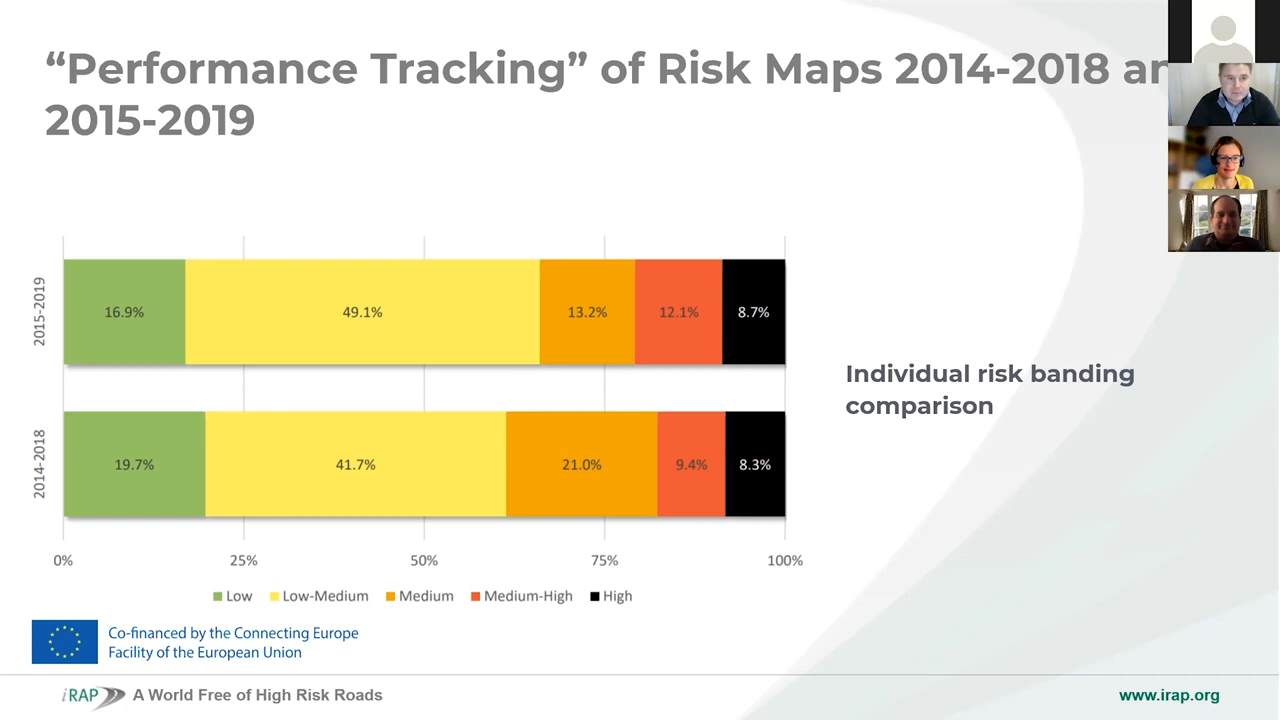 “Performance Tracking” of Risk Maps 2014-2018 an
2015-2019
2015-2019
16.9%
49.1%
13.2%
12.1%
8.7%
Individual risk banding
comparison
2014-2018
19.7%
41.7%
21.0%
9.4%
8.3%
0%
25%
50%
75%
100%
Low
Low-Medium
Medium
Medium-High
High
Co-financed by the Connecting Europe
Facility of the European Union
iRAP
A World Free of High Risk Roads
www.irap.org